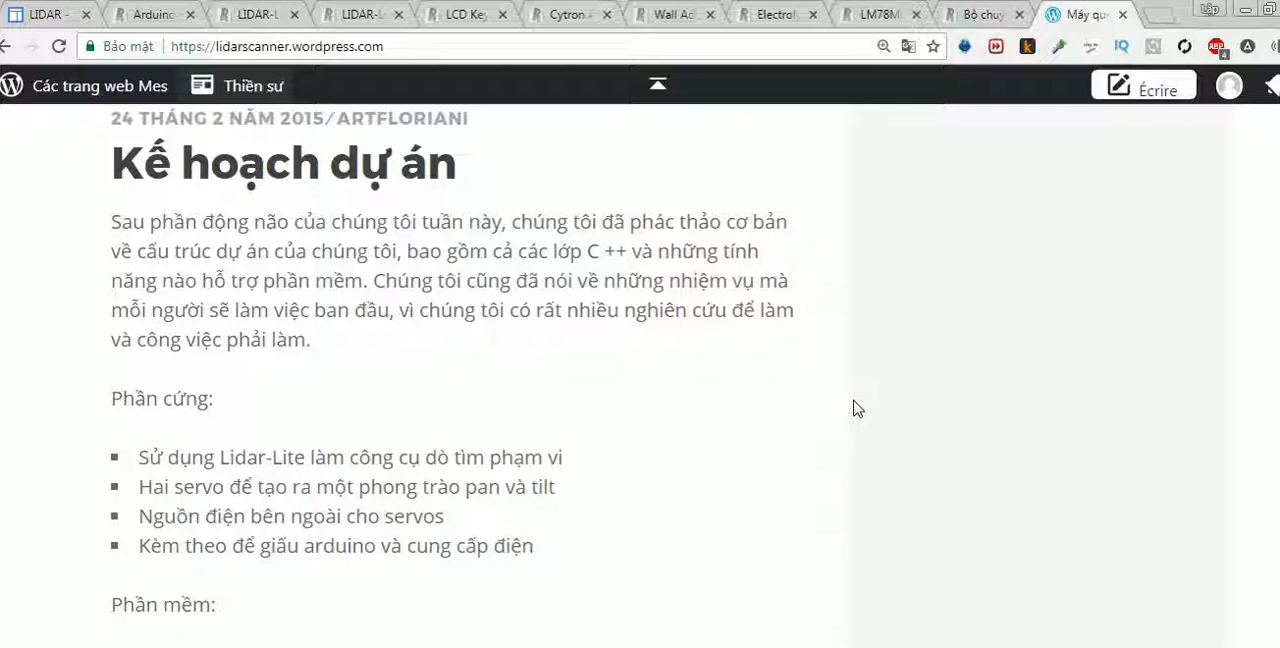 LIDAR - Arduino LIDAR-L LIDAR-L LCD Ke Cytron Wall Ac Electrol LM78M Bộ chuy Máy qu Lập
Bảo mật https://lidarscanner.wordpress.com
Các trang web Mes Thiền sư Écrire
24 THÁNG 2 NĂM 2015/ARTFLORIANI
Kế hoạch dự án
Sau phần động não của chúng tôi tuần này, chúng tôi đã phác thảo cơ bản
về cấu trúc dự án của chúng tôi, bao gồm cả các lớp C ++ và những tính
năng nào hỗ trợ phần mềm. Chúng tôi cũng đã nói về những nhiệm vụ mà
mỗi người sẽ làm việc ban đầu, vì chúng tôi có rất nhiều nghiên cứu để làm
và công việc phải làm.
Phần cứng:
Sử dụng Lidar-Lite làm công cụ dò tìm phạm vi
Hai servo để tạo ra một phong trào pan và tilt
Nguồn điện bên ngoài cho servos
Kèm theo để giấu arduino và cung cấp điện
Phần mềm: